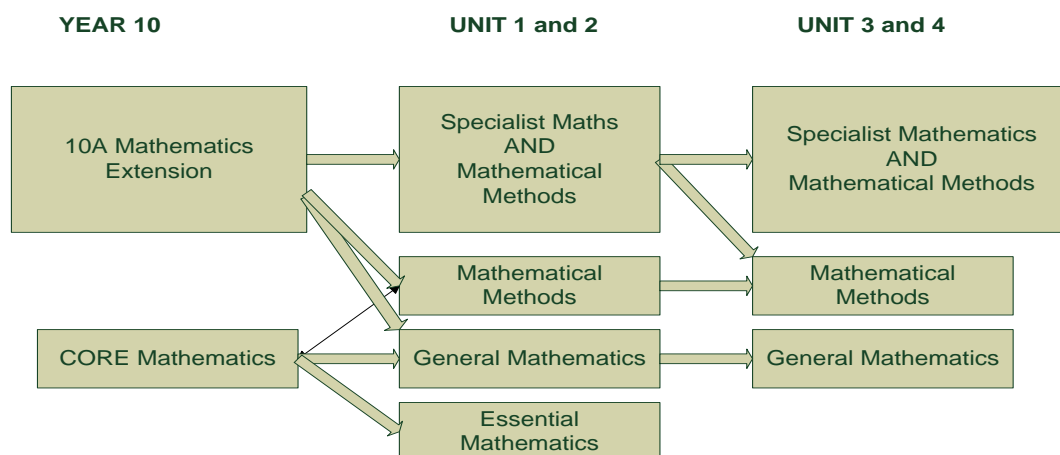 YEAR 10
UNIT 1 and 2
UNIT 3 and 4
10A Mathematics
Extension
Specialist Maths
AND
Mathematical
Methods
Specialist Mathematics
AND
Mathematical Methods
Mathematical
Methods
Mathematical
Methods
CORE Mathematics
General Mathematics
General Mathematics
Essential
Mathematics